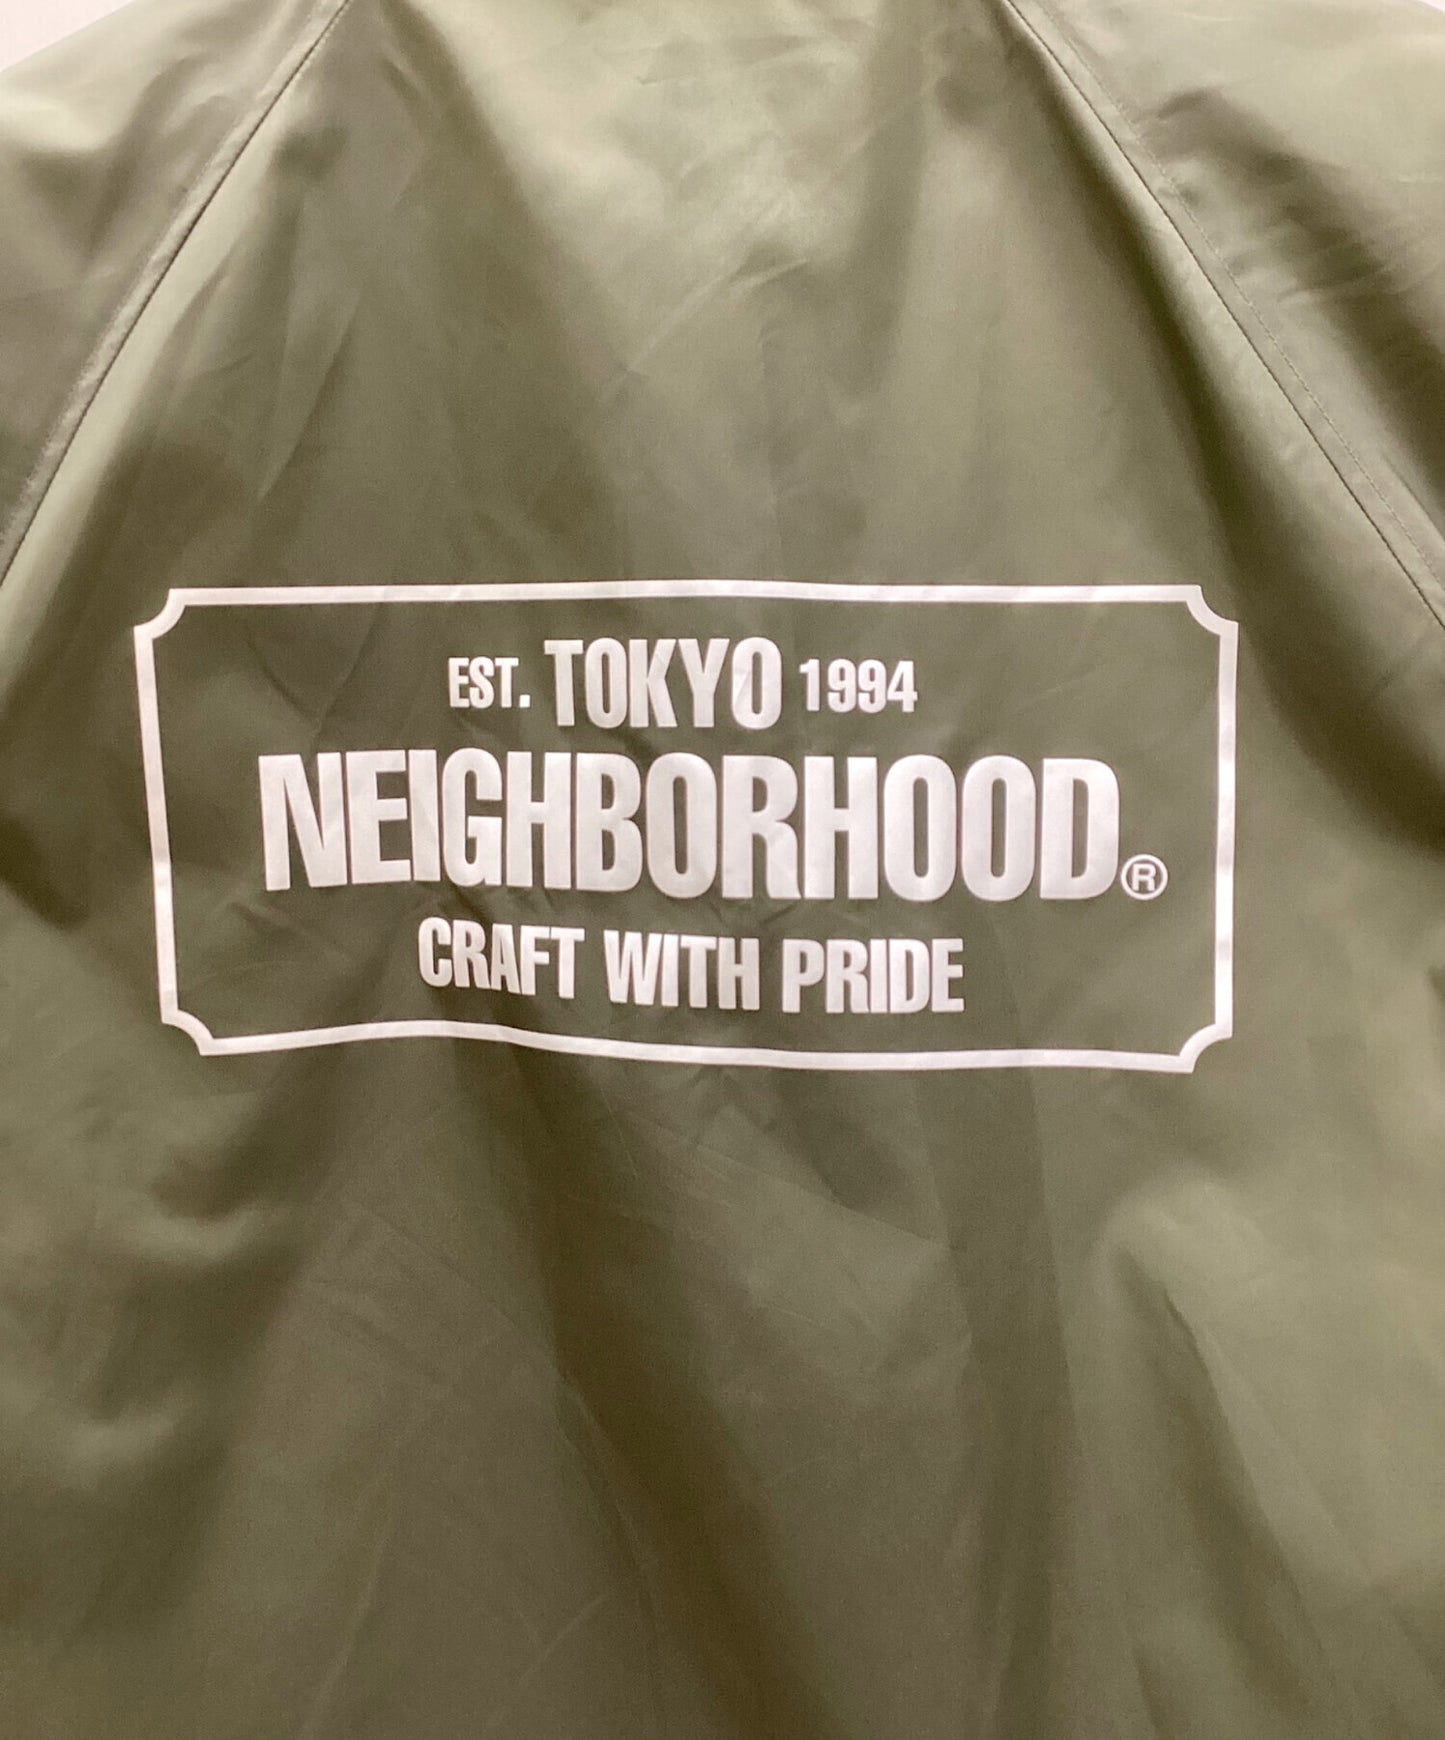 EST. TOKYO 1994
NEIGHBORHOOD®
CRAFT WITH PRIDE